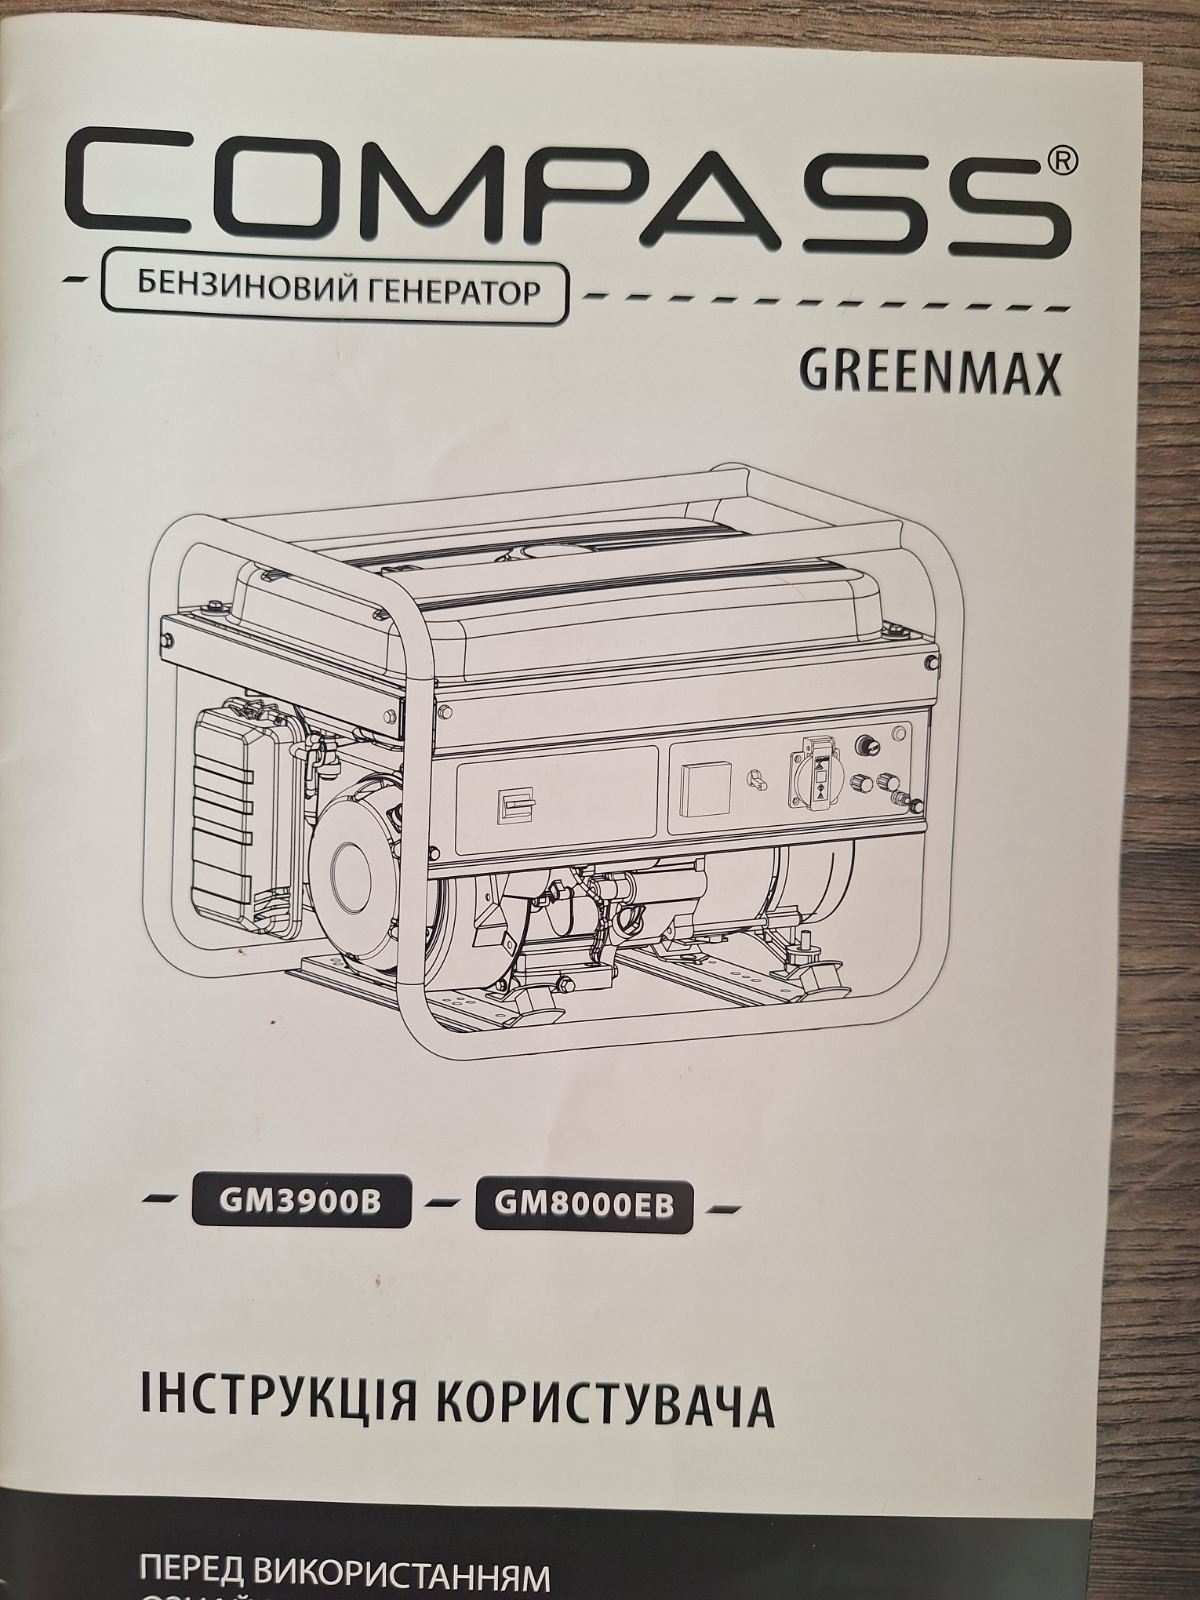 COMPASS®
БЕНЗИНОВИЙ ГЕНЕРАТОР
GREENMAX
GM3900B GM8000EB
ІНСТРУКЦІЯ КОРИСТУВАЧА
ПЕРЕД ВИКОРИСТАННЯМ